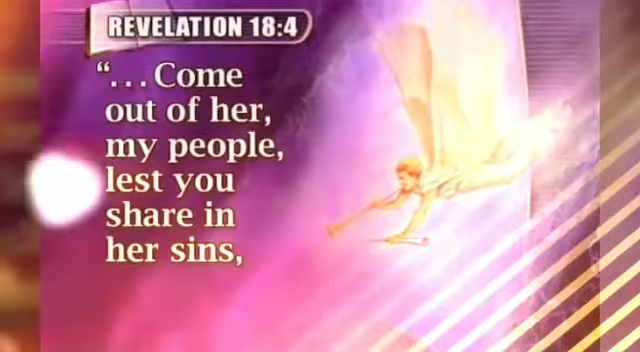 REVELATION 18:4
“...Come
out of her,
my people,
lest you
share in
her sins,